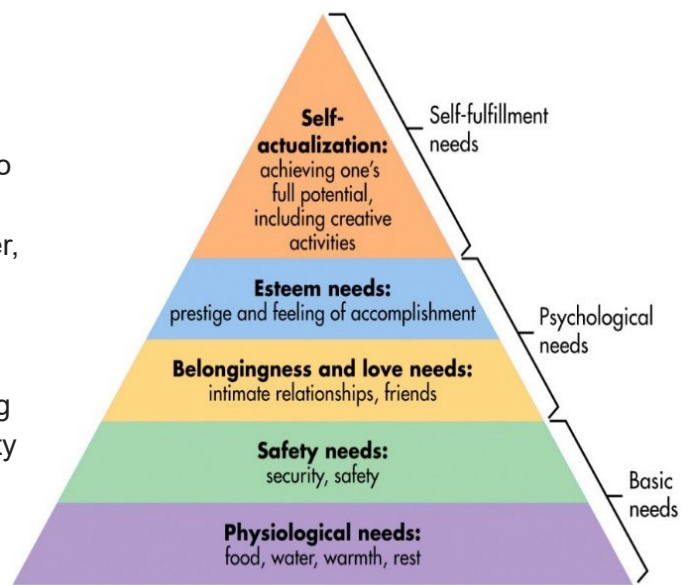 Self-
actualization:
achieving one's
full potential,
including creative
activities
Self-fulfillment
needs
Esteem needs:
prestige and feeling of accomplishment
Psychological
needs
Belongingness and love needs:
intimate relationships, friends
Safety needs:
security, safety
Basic
needs
Physiological needs:
food, water, warmth, rest